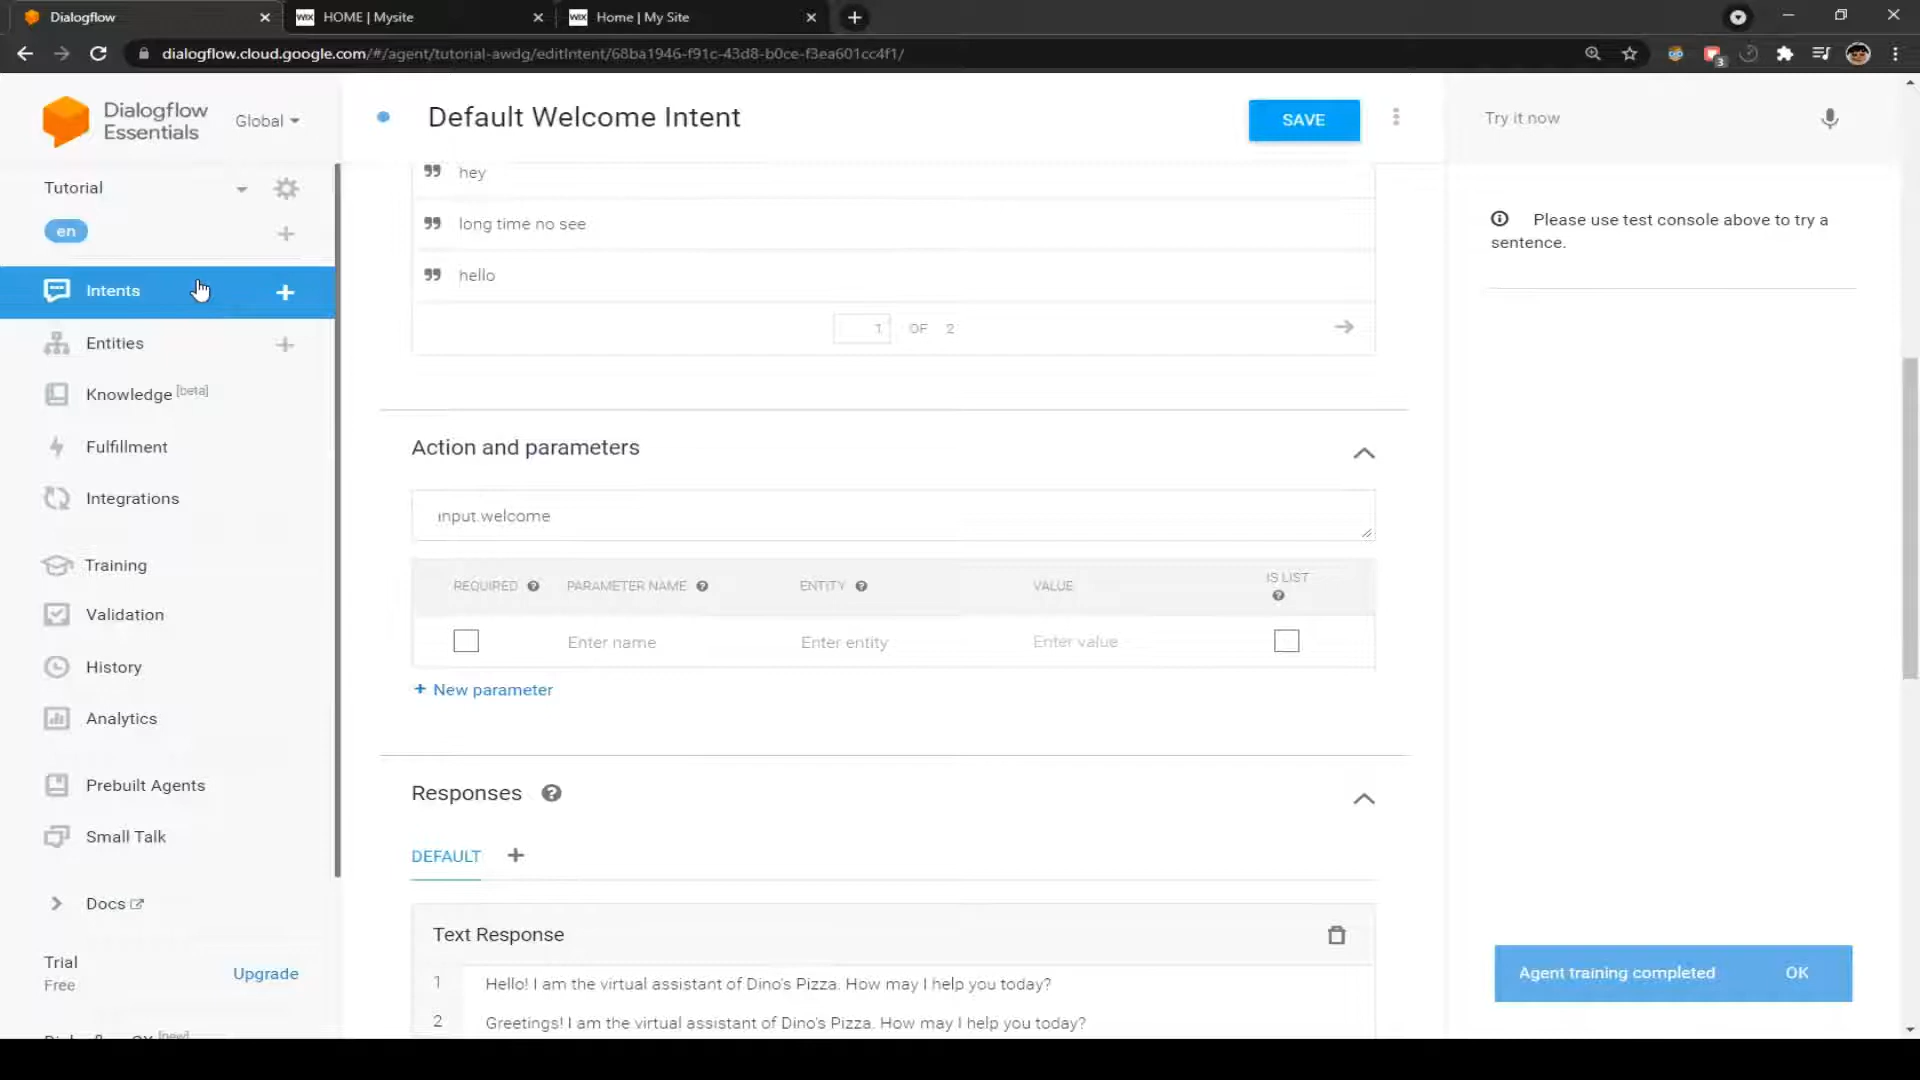 Dialogflow
HOME | Mysite
Home | My Site
dialogflow.cloud.google.com/#/agent/tutorial-awdg/editIntent/68ba1946-f91c-43d8-b0ce-f3ea601cc4f1/
3
Dialogflow
Essentials
Global
Default Welcome Intent
SAVE
Try it now
Tutorial
en
Intents
Entities
Knowledge [beta]
Fulfillment
Integrations
Training
Validation
History
Analytics
Prebuilt Agents
Small Talk
Docs
Trial
Free
Upgrade
[new]
hey
long time no see
hello
1 OF 2
Action and parameters
input.welcome
REQUIRED PARAMETER NAME ENTITY VALUE IS LIST
Enter name Enter entity Enter value
+ New parameter
Responses
DEFAULT
Text Response
1 Hello! I am the virtual assistant of Dino's Pizza. How may I help you today?
2 Greetings! I am the virtual assistant of Dino's Pizza. How may I help you today?
Please use test console above to try a
sentence.
Agent training completed OK